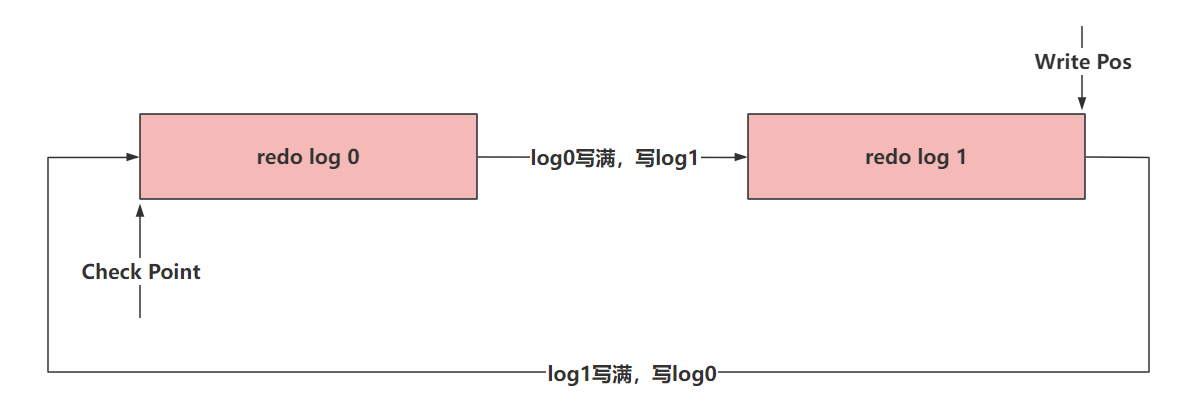 Write Pos
redo log 0
log0写满，写log1
redo log 1
Check Point
log1写满，写log0